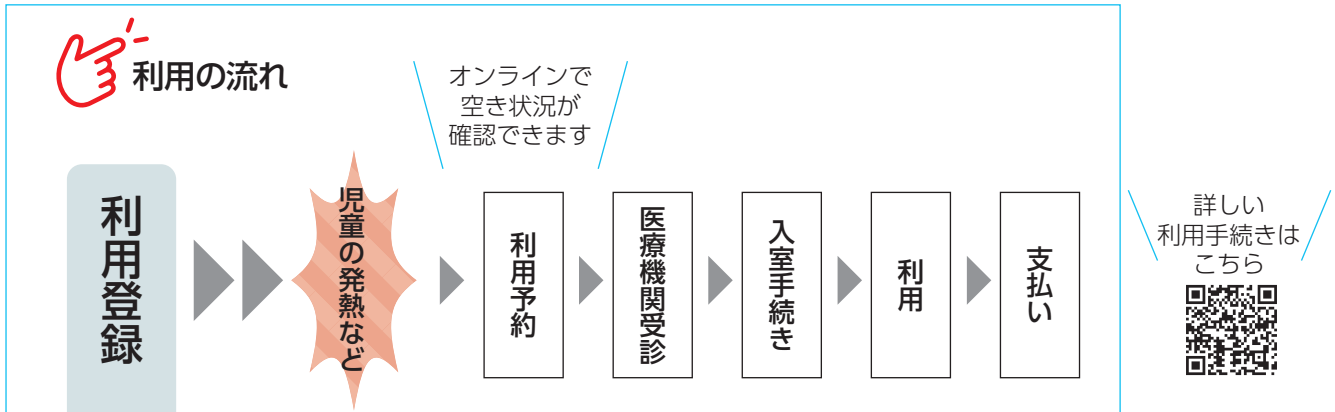 利用の流れ
オンラインで
空き状況が
確認できます
利用登録
児童の発熱など
利用予約
医療機関受診
入室手続き
利用
支払い
詳しい
利用手続きは
こちら